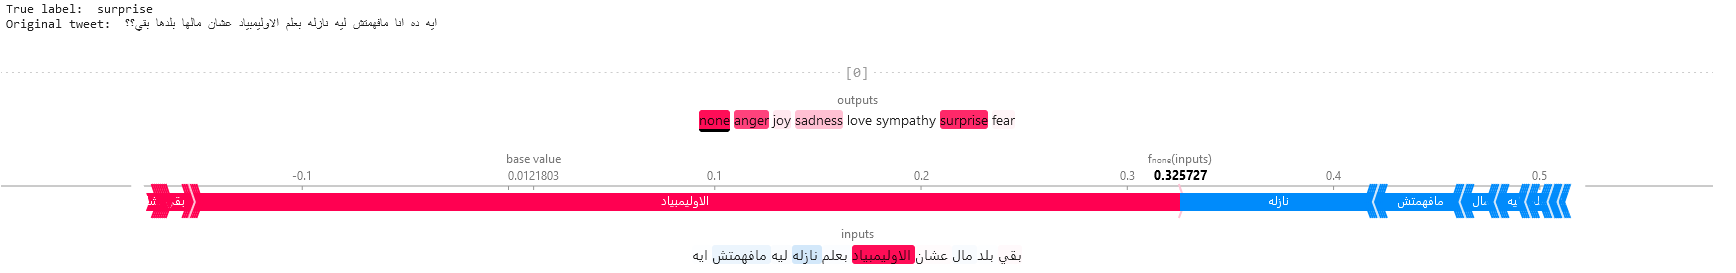 True label: surprise
Original tweet: ايه ده انا مافهمتش ليه نازله بعلم الاوليمبياد عشان مالها بلدها بقي؟؟
[0]
outputs
none anger joy sadness love sympathy surprise fear
base value fnone(inputs)
-0.1 0.0121803 0.1 0.2 0.3 0.325727 0.4 0.5
بقي الاوليمبياد نازله مافهمتش مال يه
inputs
بقي بلد مال عشان الاوليمبياد بعلم نازله ليه مافهمتش ايه